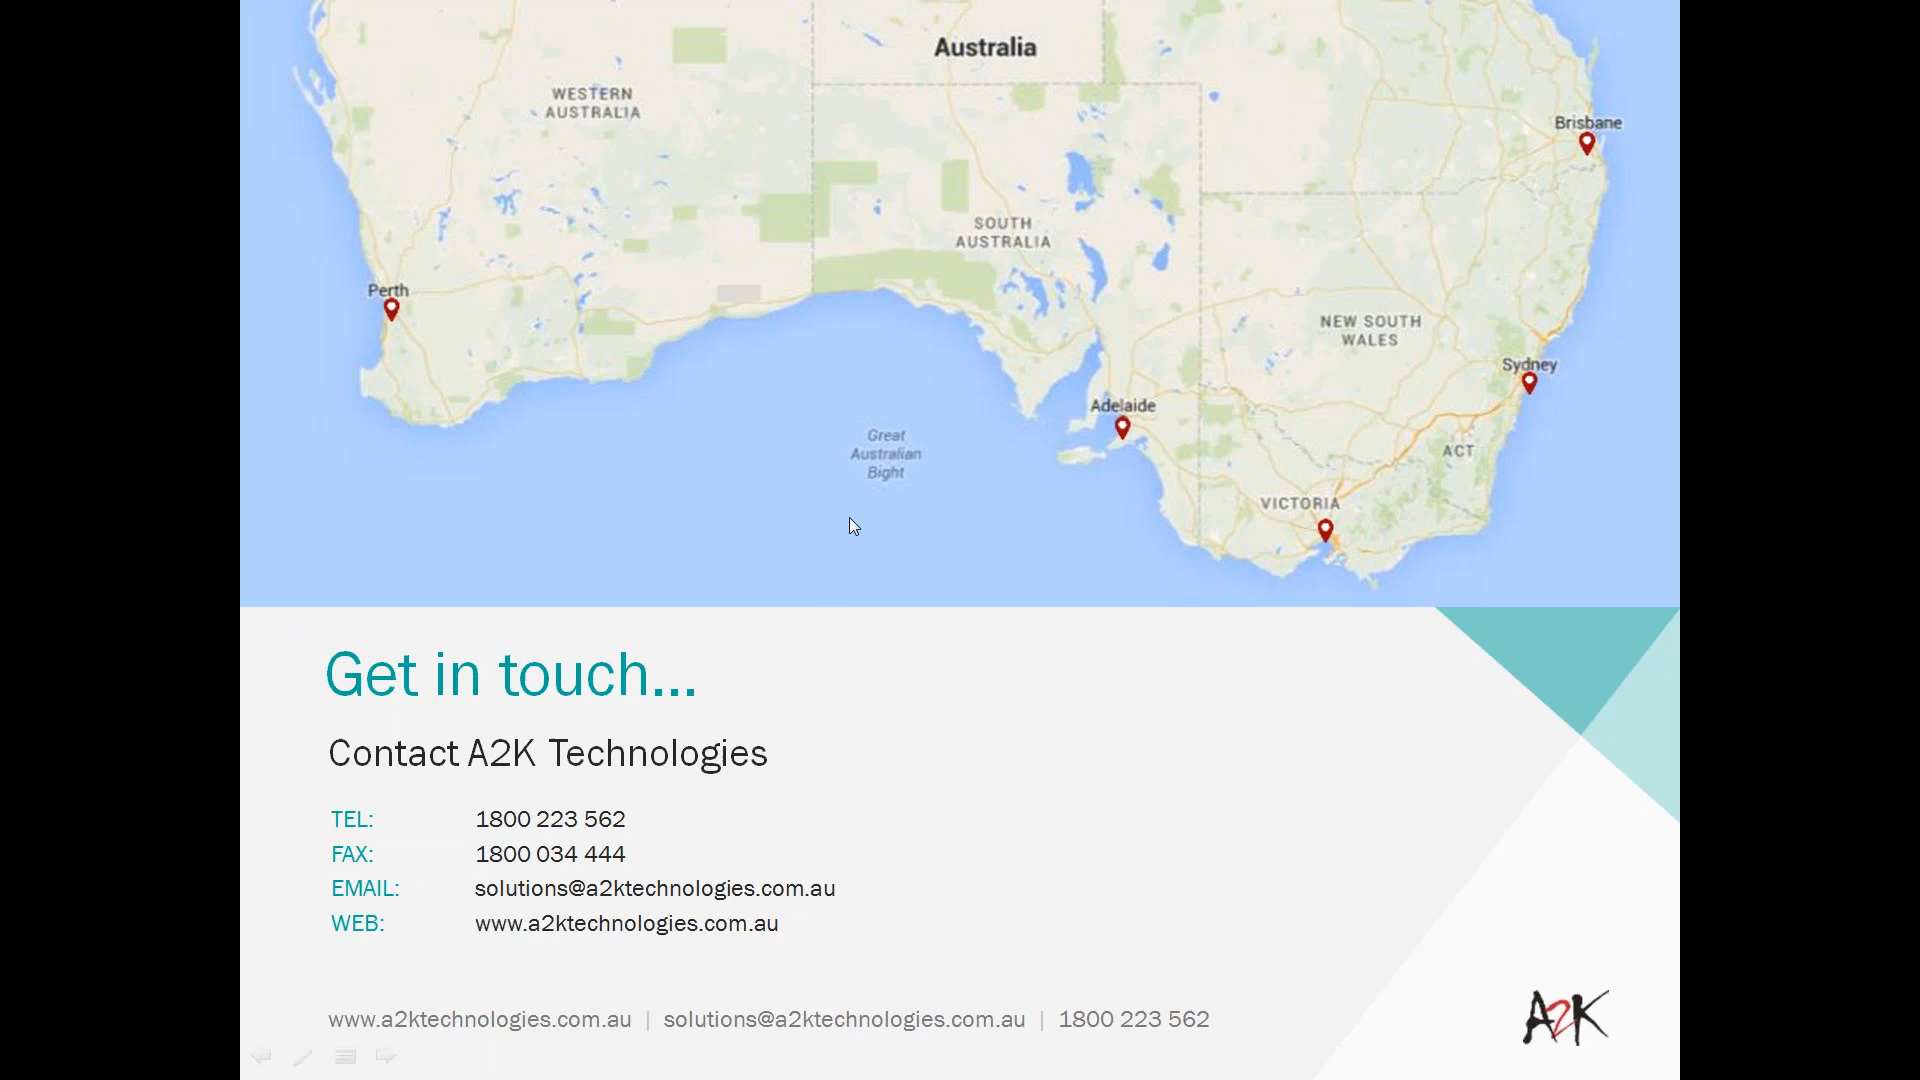 Australia
WESTERN
AUSTRALIA
Brisbane
SOUTH
AUSTRALIA
Perth
NEW SOUTH
WALES
Sydney
Adelaide
Great
Australian
Bight
ACT
VICTORIA
Get in touch...
Contact A2K Technologies
TEL: 1800 223 562
FAX: 1800 034 444
EMAIL: solutions@a2ktechnologies.com.au
WEB: www.a2ktechnologies.com.au
www.a2ktechnologies.com.au | solutions@a2ktechnologies.com.au | 1800 223 562
A2K